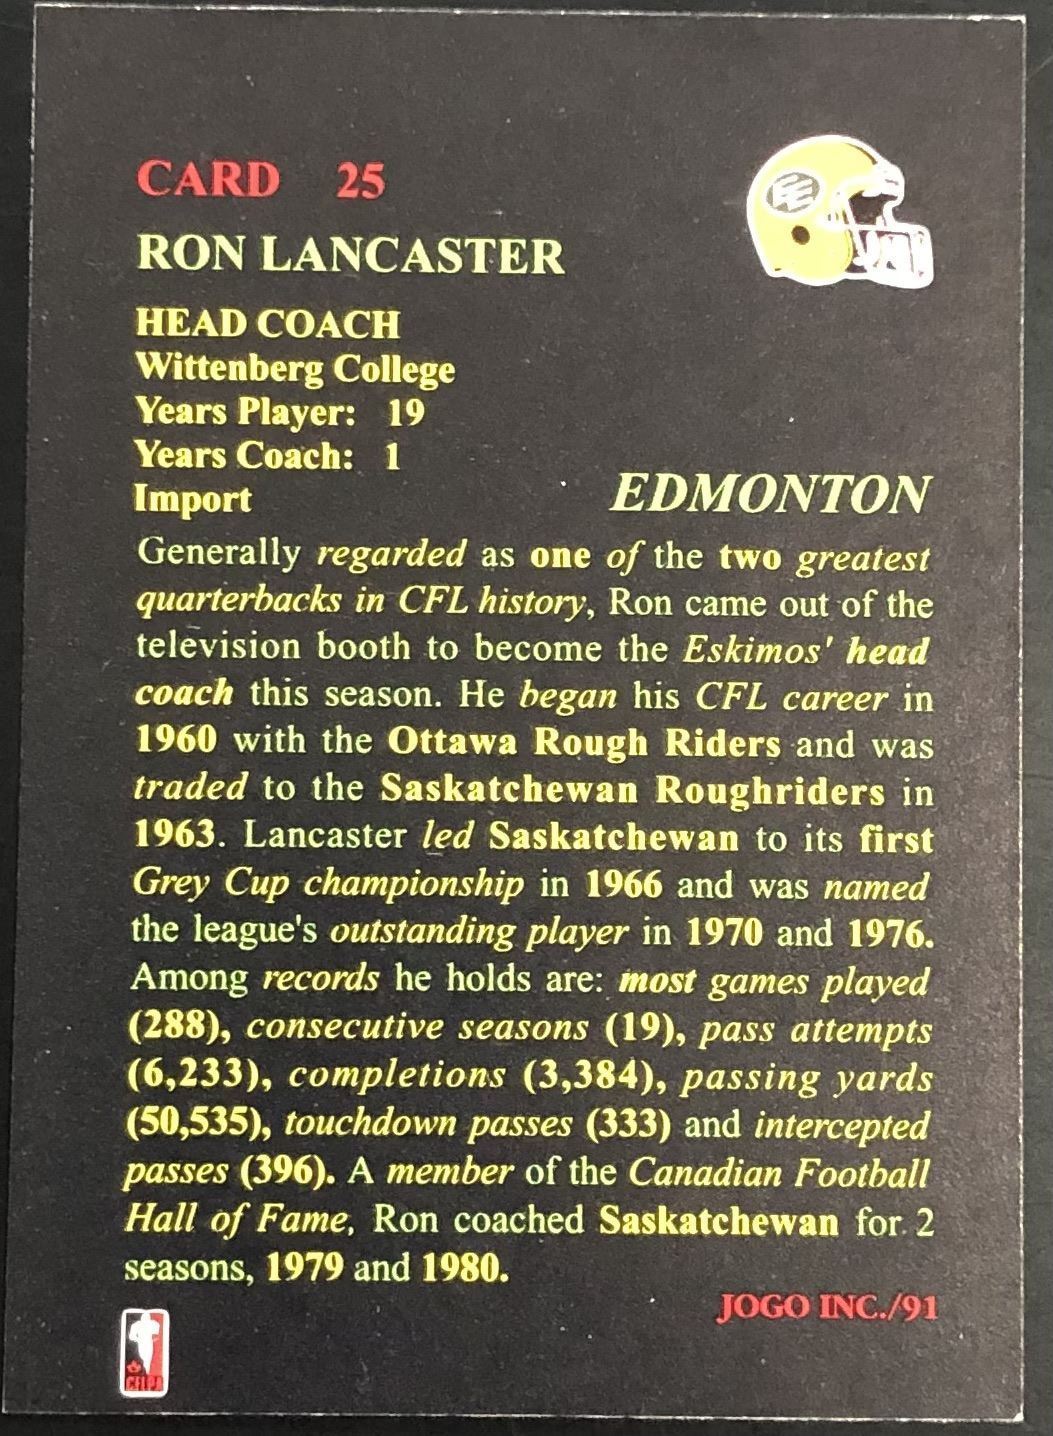 CARD 25
RON LANCASTER
HEAD COACH
Wittenberg College
Years Player: 19
Years Coach: 1
Import
EDMONTON
Generally regarded as one of the two greatest
quarterbacks in CFL history, Ron came out of the
television booth to become the Eskimos' head
coach this season. He began his CFL career in
1960 with the Ottawa Rough Riders and was
traded to the Saskatchewan Roughriders in
1963. Lancaster led Saskatchewan to its first
Grey Cup championship in 1966 and was named
the league's outstanding player in 1970 and 1976.
Among records he holds are: most games played
(288), consecutive seasons (19), pass attempts
(6,233), completions (3,384), passing yards
(50,535), touchdown passes (333) and intercepted
passes (396). A member of the Canadian Football
Hall of Fame, Ron coached Saskatchewan for 2
seasons, 1979 and 1980.
JOGO INC./91
CFLPA